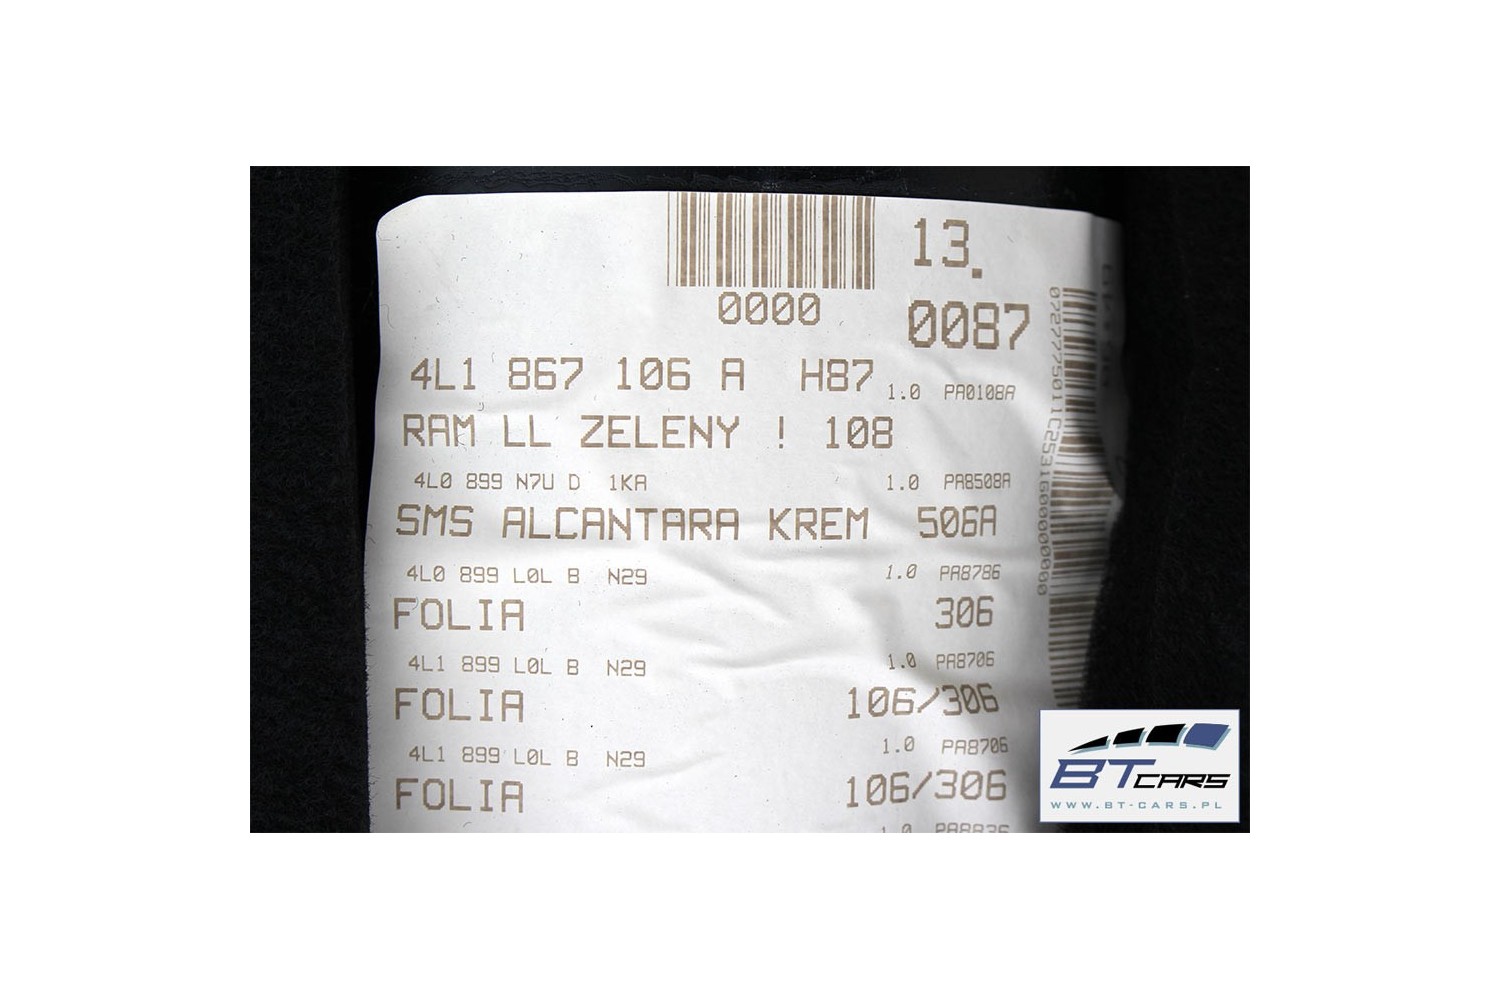 13.
0000
0087
4L1 867 106 A H87 1.0 PA0108A
RAM LL ZELENY ! 108
4L0 899 N7U D 1KA 1.0 PA8508A
SMS ALCANTARA KREM 506A
4L0 899 L0L B N29 1.0 PA8786
FOLIA 306
4L1 899 L0L B N29 1.0 PA8706
FOLIA 106/306
4L1 899 L0L B N29 1.0 PA8706
FOLIA 106/306
1.0 PA8836
BT CARS
WWW.BT-CARS.PL